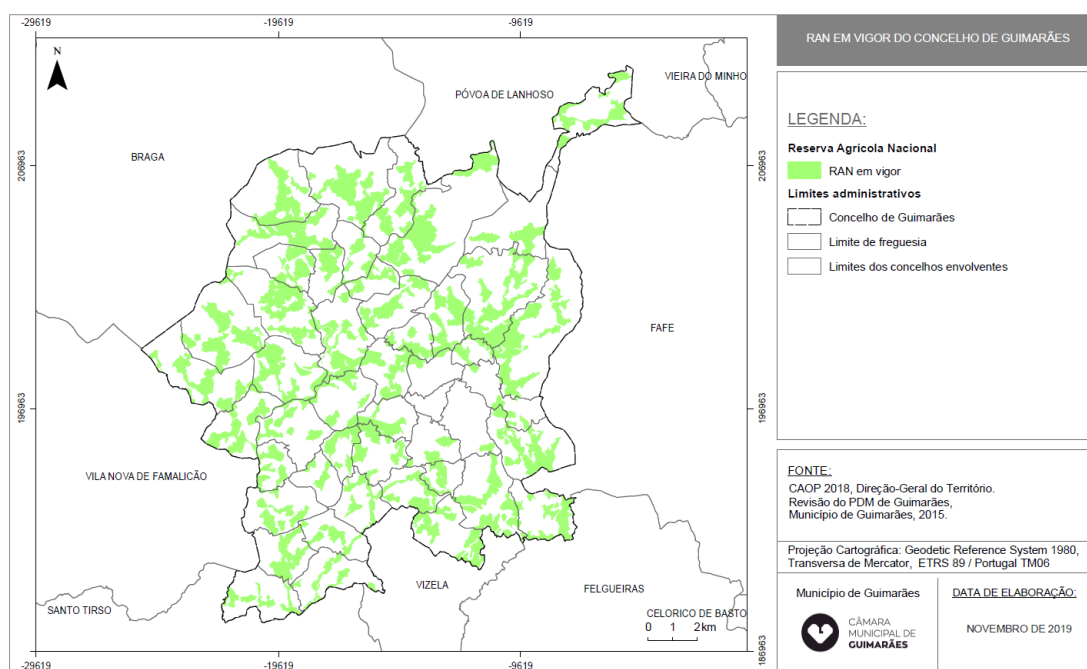 -29619
-19619
-9619
RAN EM VIGOR DO CONCELHO DE GUIMARÃES
N
VIEIRA DO MINHO
PÓVOA DE LANHOSO
BRAGA
206963
206963
LEGENDA:
Reserva Agrícola Nacional
RAN em vigor
Limites administrativos
Concelho de Guimarães
Limite de freguesia
Limites dos concelhos envolventes
FAFE
196963
196963
VILA NOVA DE FAMALICÃO
FONTE:
CAOP 2018, Direção-Geral do Território.
Revisão do PDM de Guimarães,
Município de Guimarães, 2015.
Projeção Cartográfica: Geodetic Reference System 1980,
Transversa de Mercator, ETRS 89 / Portugal TM06
VIZELA
FELGUEIRAS
SANTO TIRSO
CELORICO DE BASTO
0 1 2 km
186963
Município de Guimarães
CÂMARA
MUNICIPAL DE
GUIMARÃES
DATA DE ELABORAÇÃO:
NOVEMBRO DE 2019
-29619
-19619
-9619